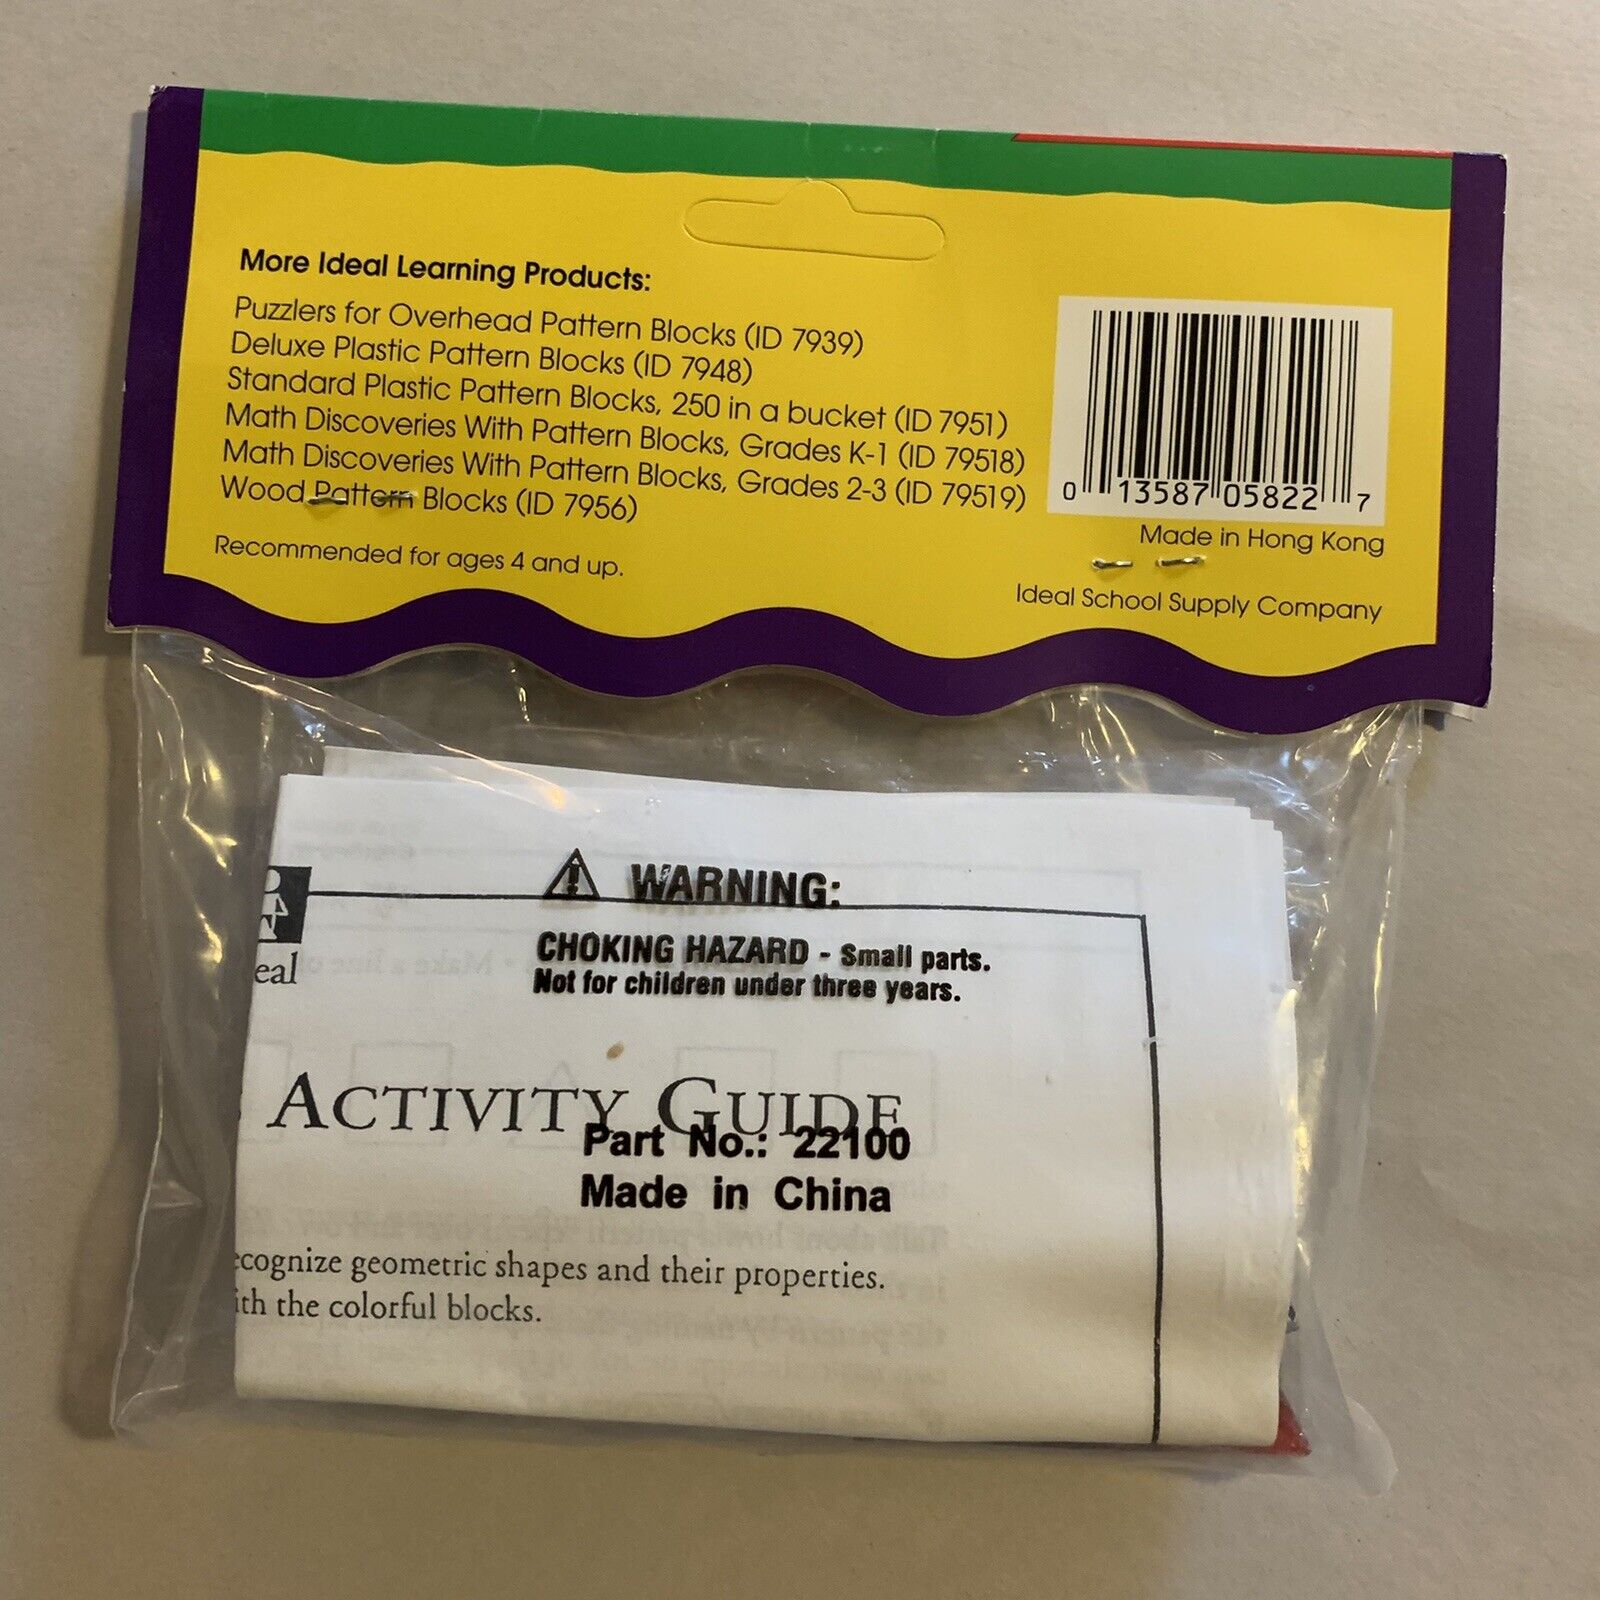 More Ideal Learning Products:
Puzzlers for Overhead Pattern Blocks (ID 7939)
Deluxe Plastic Pattern Blocks (ID 7948)
Standard Plastic Pattern Blocks, 250 in a bucket (ID 7951)
Math Discoveries With Pattern Blocks, Grades K-1 (ID 79518)
Math Discoveries With Pattern Blocks, Grades 2-3 (ID 79519)
Wood Pattern Blocks (ID 7956)
Recommended for ages 4 and up.
0 13587 05822 7
Made in Hong Kong
Ideal School Supply Company
⚠ WARNING:
CHOKING HAZARD - Small parts.
Not for children under three years.
eal
ACTIVITY GUIDE
Part No.: 22100
Made in China
ecognize geometric shapes and their properties.
ith the colorful blocks.